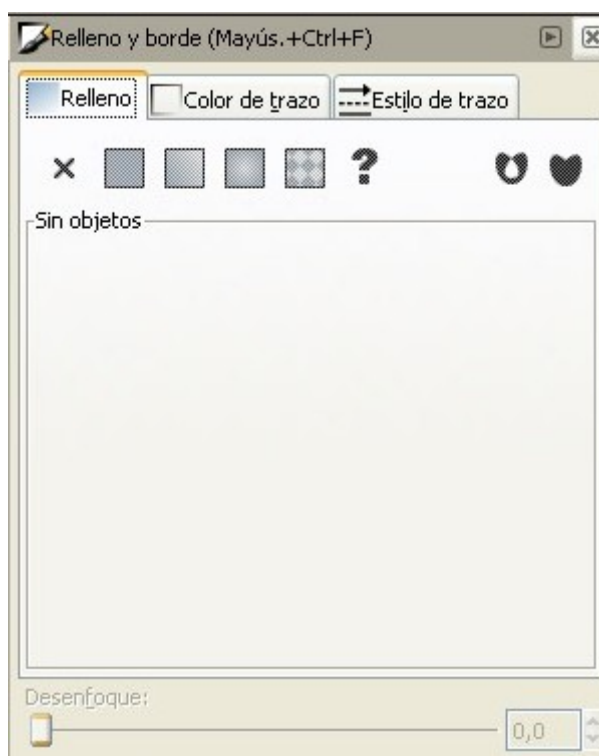 Relleno y borde (Mayús.+Ctrl+F)
Relleno Color de trazo Estilo de trazo
?
Sin objetos
Desenfoque:
0,0